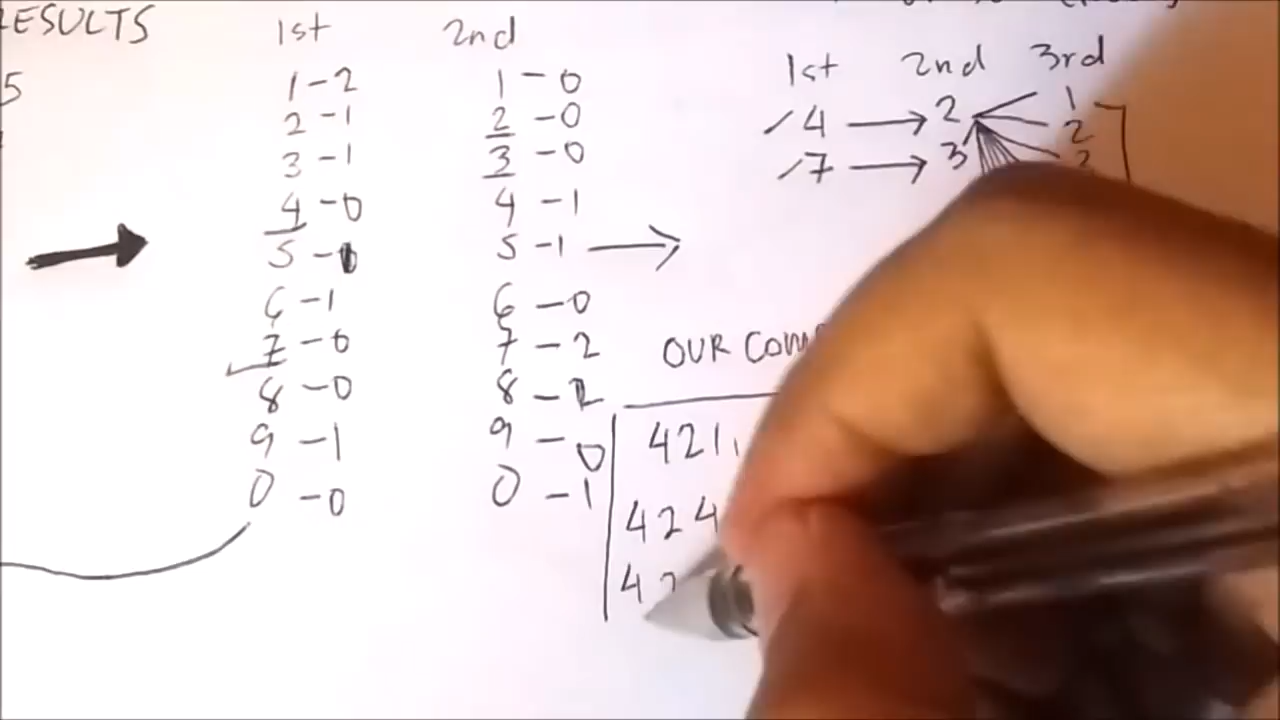 RESULTS
5
1st 2nd
1 - 2 1 - 0
2 - 1 2 - 0
3 - 1 3 - 0
4 - 0 4 - 1
5 - 5 - 1
6 - 1 6 - 0
7 - 0 7 - 2
8 - 0 8 -
9 - 1 9 - 0
0 - 0 0 - 1
1st 2nd 3rd
4 2 1
7 3 2
OUR
421,
424
42